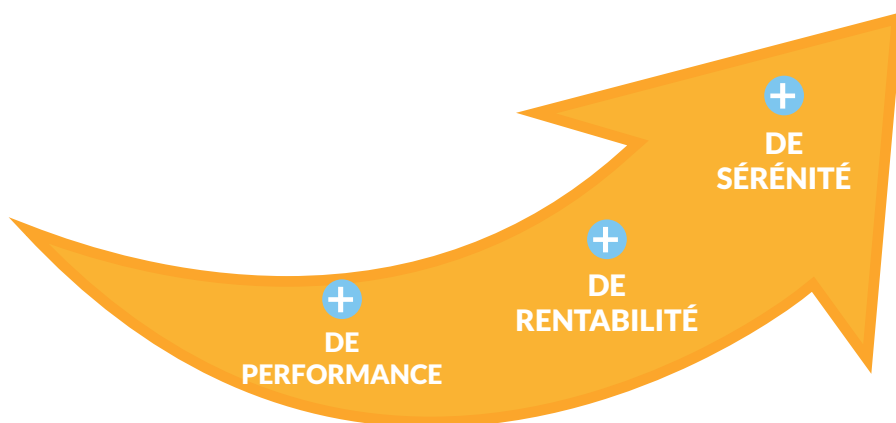 +
DE
PERFORMANCE
+
DE
RENTABILITÉ
+
DE
SÉRÉNITÉ